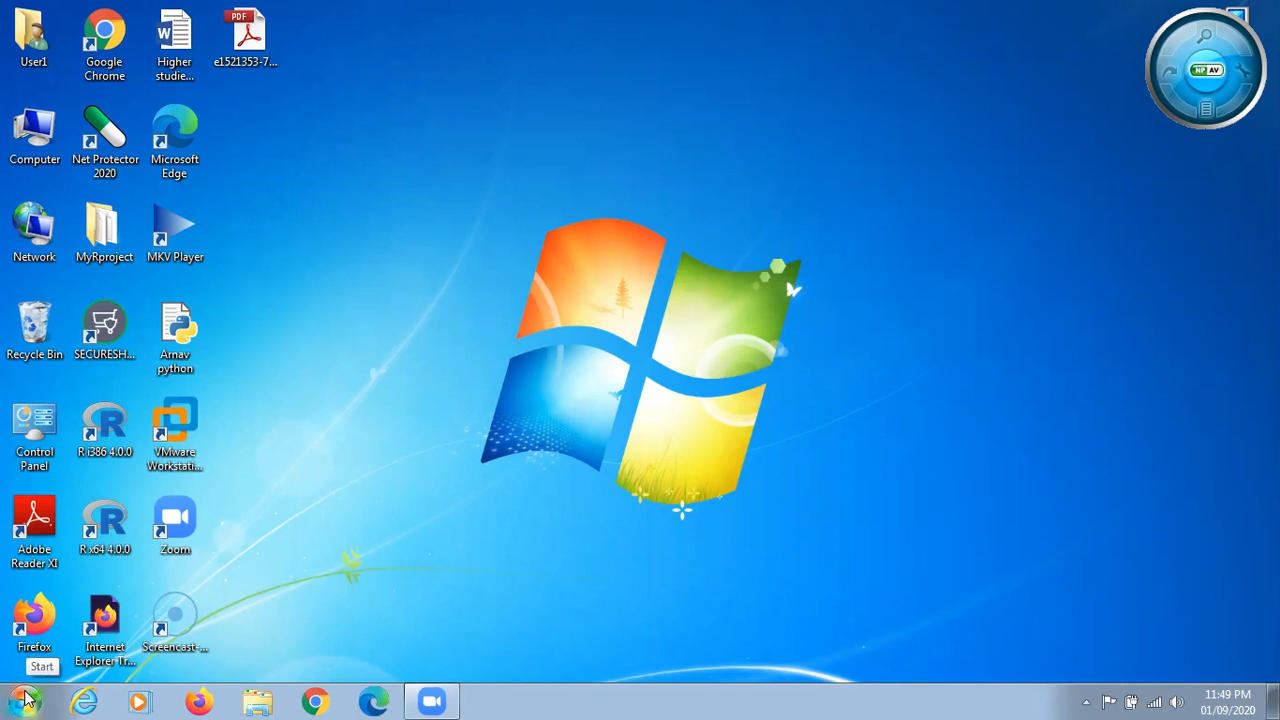 User1
Google
Chrome
Higher
studie...
PDF
e1521353-7...
Computer
Net Protector
2020
Microsoft
Edge
Network
MyRproject
MKV Player
Recycle Bin
SECURESH...
Arnav
python
Control
Panel
R i386 4.0.0
VMware
Workstati...
Adobe
Reader XI
R x64 4.0.0
Zoom
Firefox
Internet
Explorer Tr...
Screencast-...
Start
NP AV
11:49 PM
01/09/2020